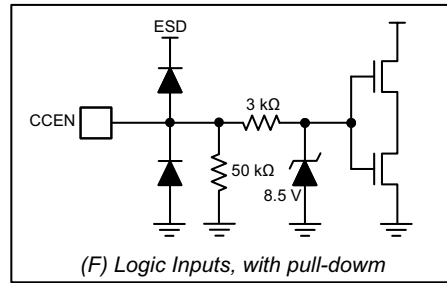 ESD
CCEN
3 kΩ
50 kΩ
8.5 V
(F) Logic Inputs, with pull-dowm